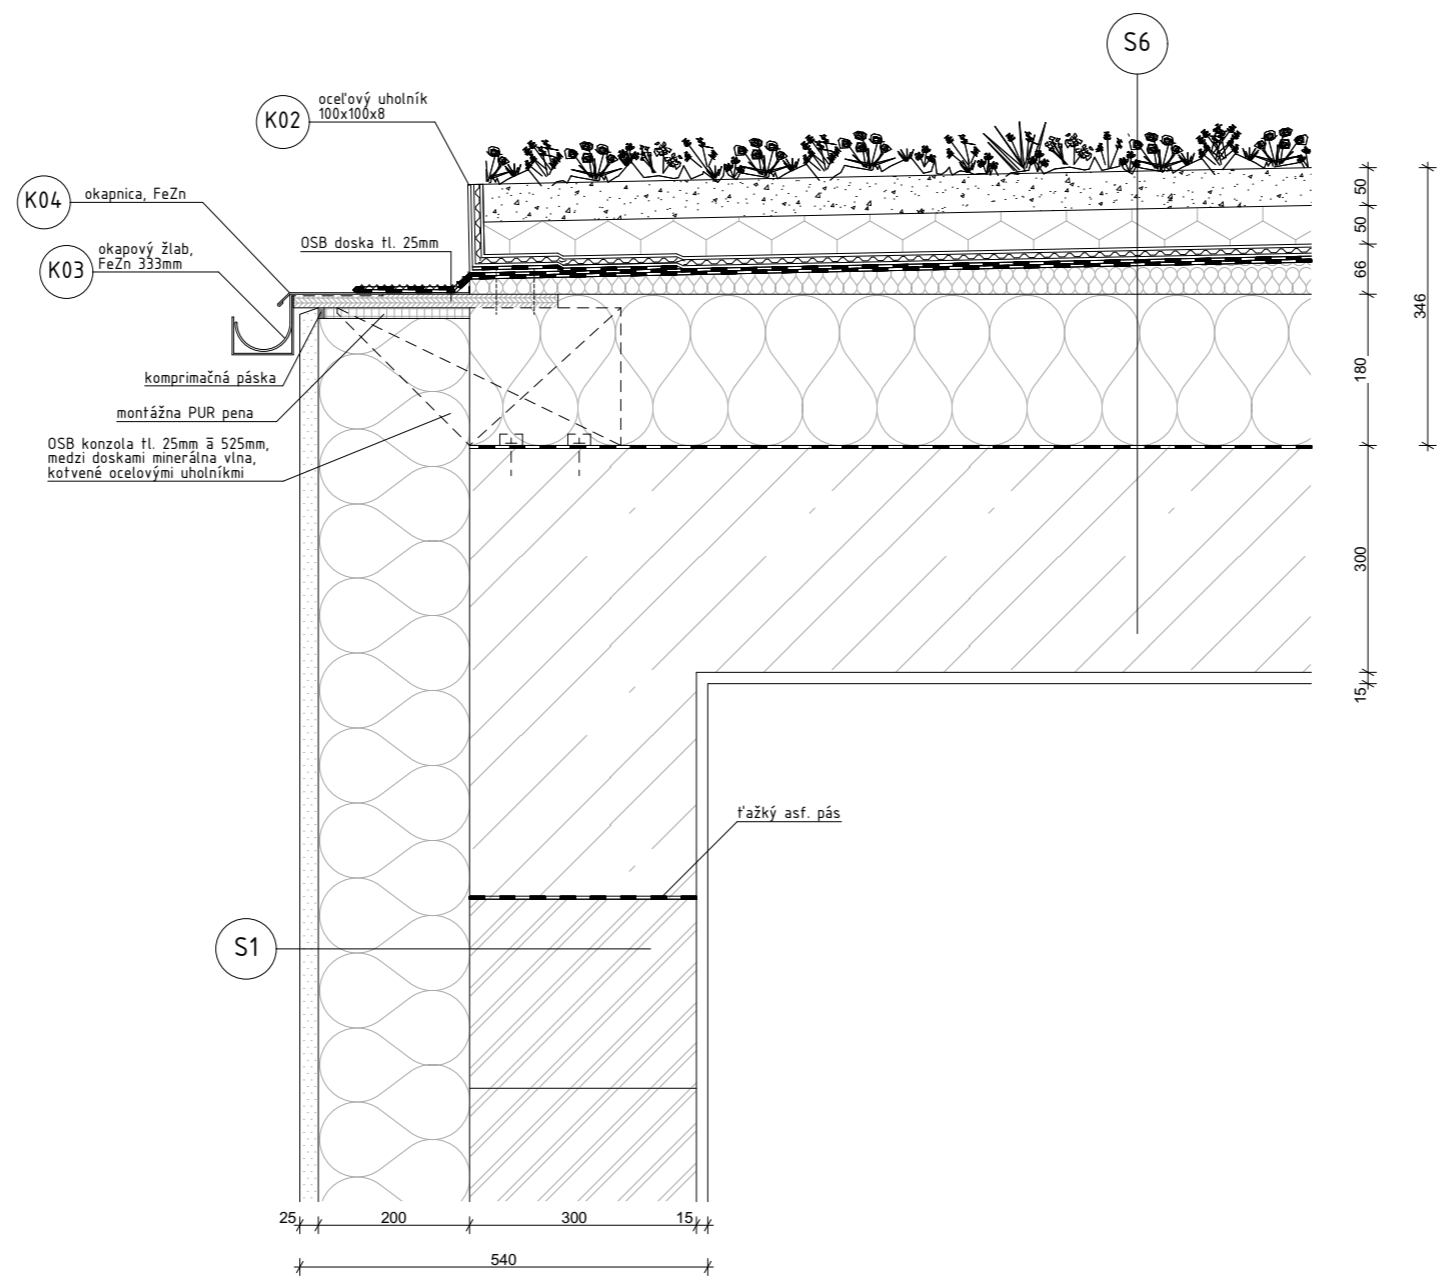 S6
K02
oceľový uholník
100x100x8
K04
okapnica, FeZn
K03
okapový žlab,
FeZn 333mm
OSB doska tl. 25mm
komprimačná páska
montážna PUR pena
OSB konzola tl. 25mm ā 525mm,
medzi doskami minerálna vlna,
kotvené ocelovými uholníkmi
50
50
66
346
180
300
15
ťažký asf. pás
S1
25
200
300
15
540